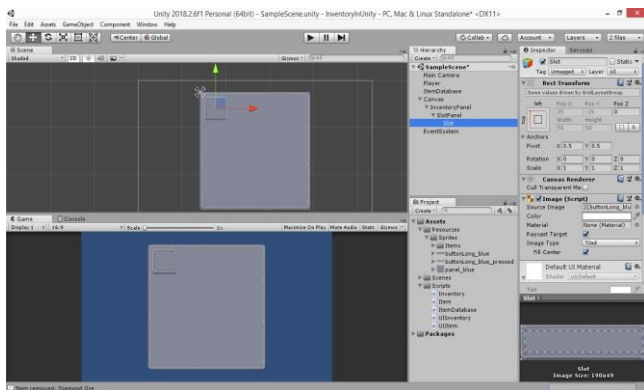 Unity 2018.2.6f1 Personal (64bit) - SampleScene.unity - InventoryInUnity - PC, Mac & Linux Standalone* <DX11>
File Edit Assets GameObject Component Window Help
Center Global Collab Account Layers 2 Files
Scene
Shaded 2D Gizmos
Game Console
Display 1 16:9 Scale 1x Maximize On Play Mute Audio Stats Gizmos
Hierarchy
Create
SampleScene*
Main Camera
Player
ItemDatabase
Canvas
InventoryPanel
SlotPanel
Slot
EventSystem
Project
Create
Assets
Resources
Sprites
Items
buttonLong_blue
buttonLong_blue_pressed
panel_blue
Scenes
Scripts
Inventory
Item
ItemDatabase
UIInventory
UIItem
Packages
Inspector Services
Slot Static
Tag Untagged Layer UI
Rect Transform
Some values driven by GridLayoutGroup.
left Pos X Pos Y Pos Z
top 0
Width Height
50 50 R
Anchors
Pivot X 0.5 Y 0.5
Rotation X 0 Y 0 Z 0
Scale X 1 Y 1 Z 1
Canvas Renderer
Cull Transparent Me
Image (Script)
Source Image buttonLong_blu
Color
Material None (Material)
Raycast Target
Image Type Tiled
Fill Center
Default UI Material
Shader UI/Default
Slot
Slot
Image Size: 190x49
Item removed: Diamond Ore